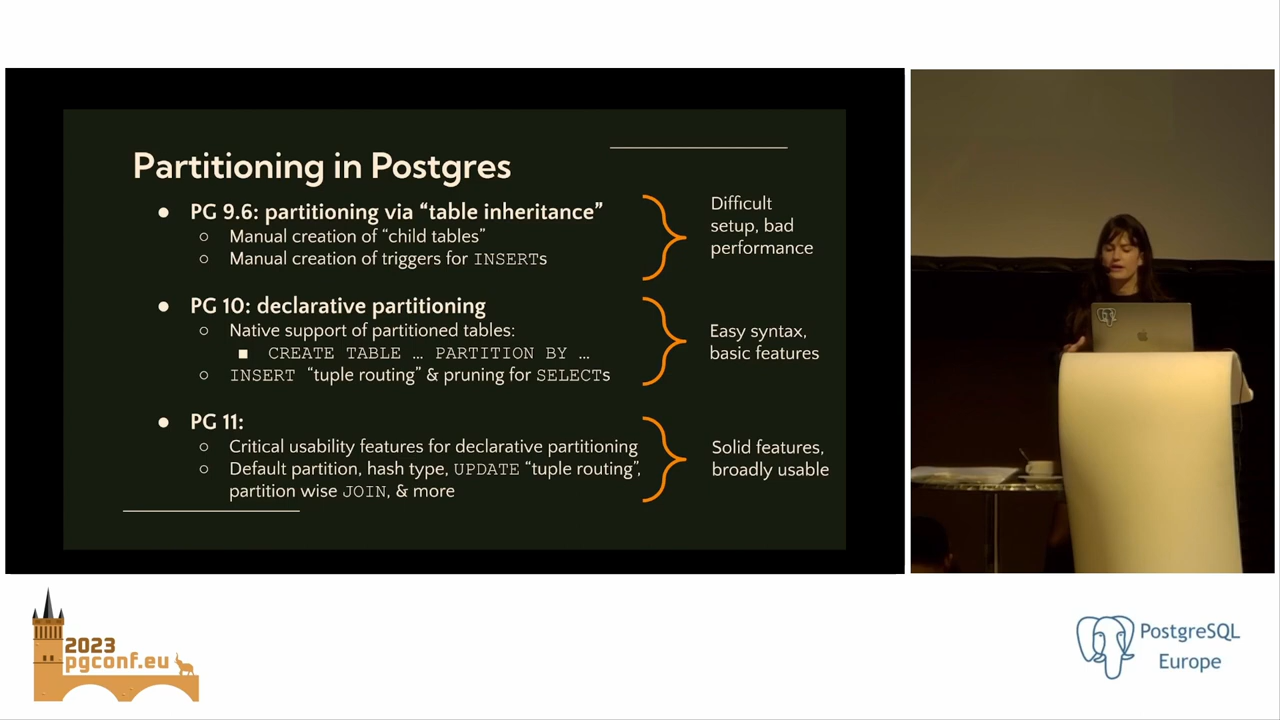 Partitioning in Postgres
● PG 9.6: partitioning via “table inheritance”
○ Manual creation of “child tables”
○ Manual creation of triggers for INSERTs
Difficult
setup, bad
performance
● PG 10: declarative partitioning
○ Native support of partitioned tables:
■ CREATE TABLE … PARTITION BY …
○ INSERT “tuple routing” & pruning for SELECTs
Easy syntax,
basic features
● PG 11:
○ Critical usability features for declarative partitioning
○ Default partition, hash type, UPDATE “tuple routing”,
partition wise JOIN, & more
Solid features,
broadly usable
2023
pgconf.eu
PostgreSQL
Europe